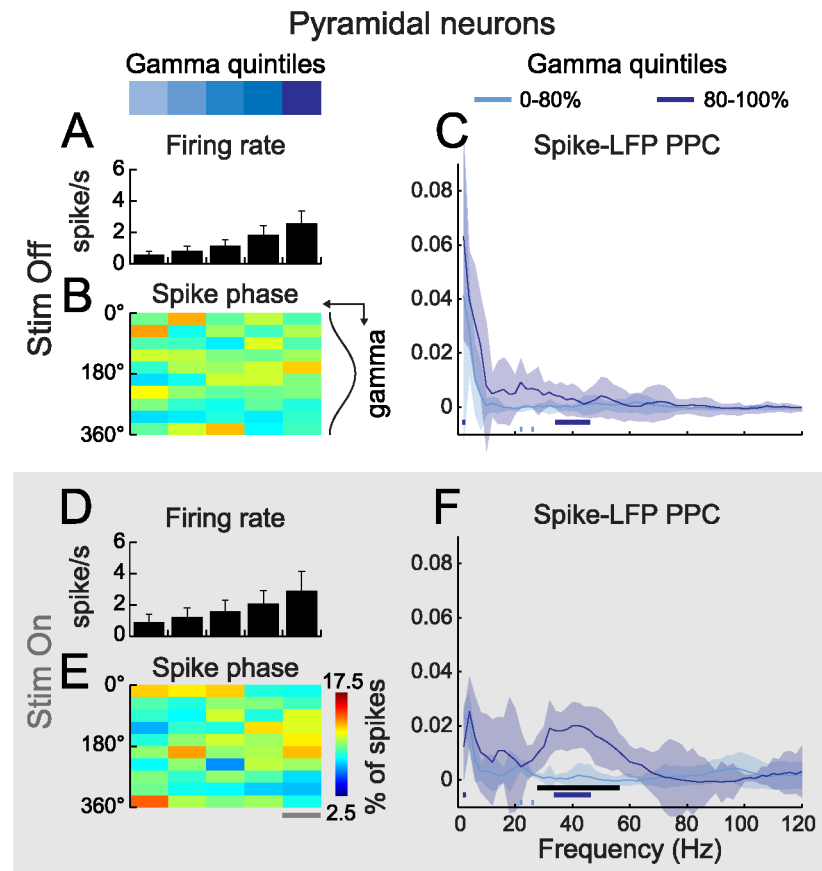 Pyramidal neurons
Gamma quintiles
Gamma quintiles
0-80%
80-100%
Stim Off
A
Firing rate
spike/s
6
4
2
0
B
Spike phase
0°
180°
360°
gamma
C
Spike-LFP PPC
0.08
0.06
0.04
0.02
0
Stim On
D
Firing rate
spike/s
6
4
2
0
E
Spike phase
0°
180°
360°
17.5
2.5
% of spikes
F
Spike-LFP PPC
0.08
0.06
0.04
0.02
0
0 20 40 60 80 100 120
Frequency (Hz)